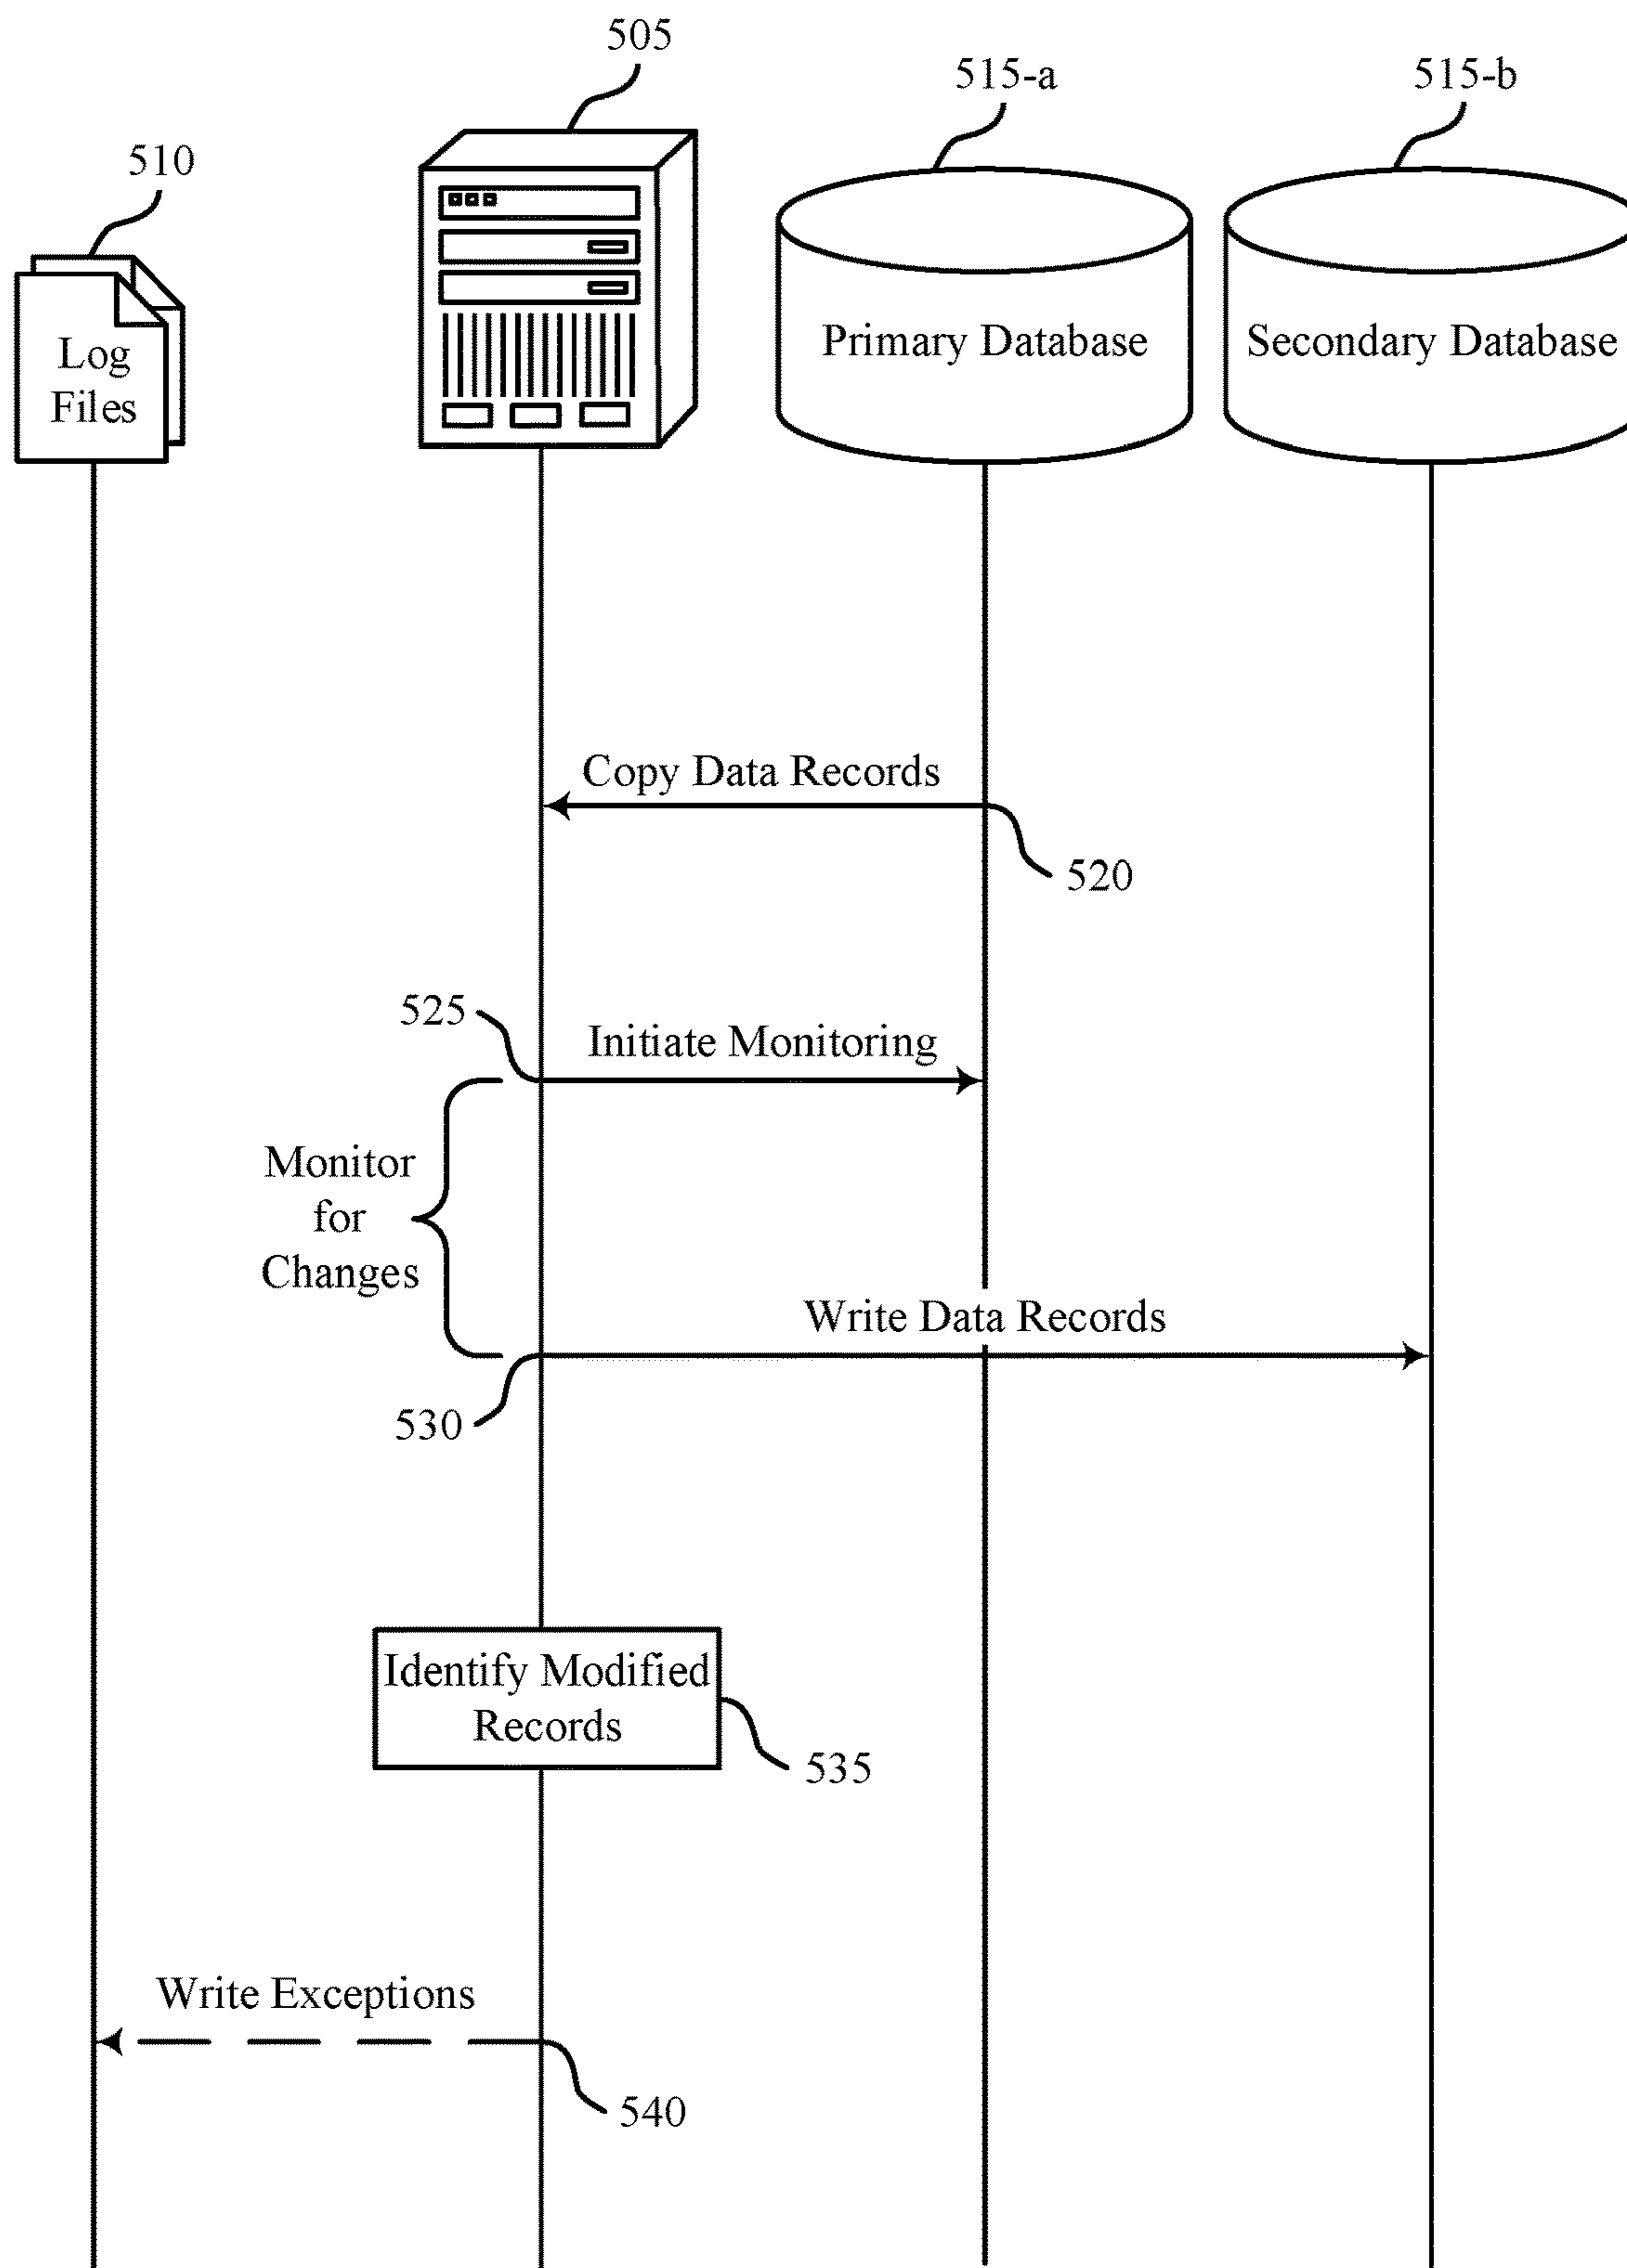 505
515-a
515-b
510
Log
Files
Primary Database
Secondary Database
Copy Data Records
520
525
Initiate Monitoring
Monitor
for
Changes
Write Data Records
530
Identify Modified
Records
535
Write Exceptions
540